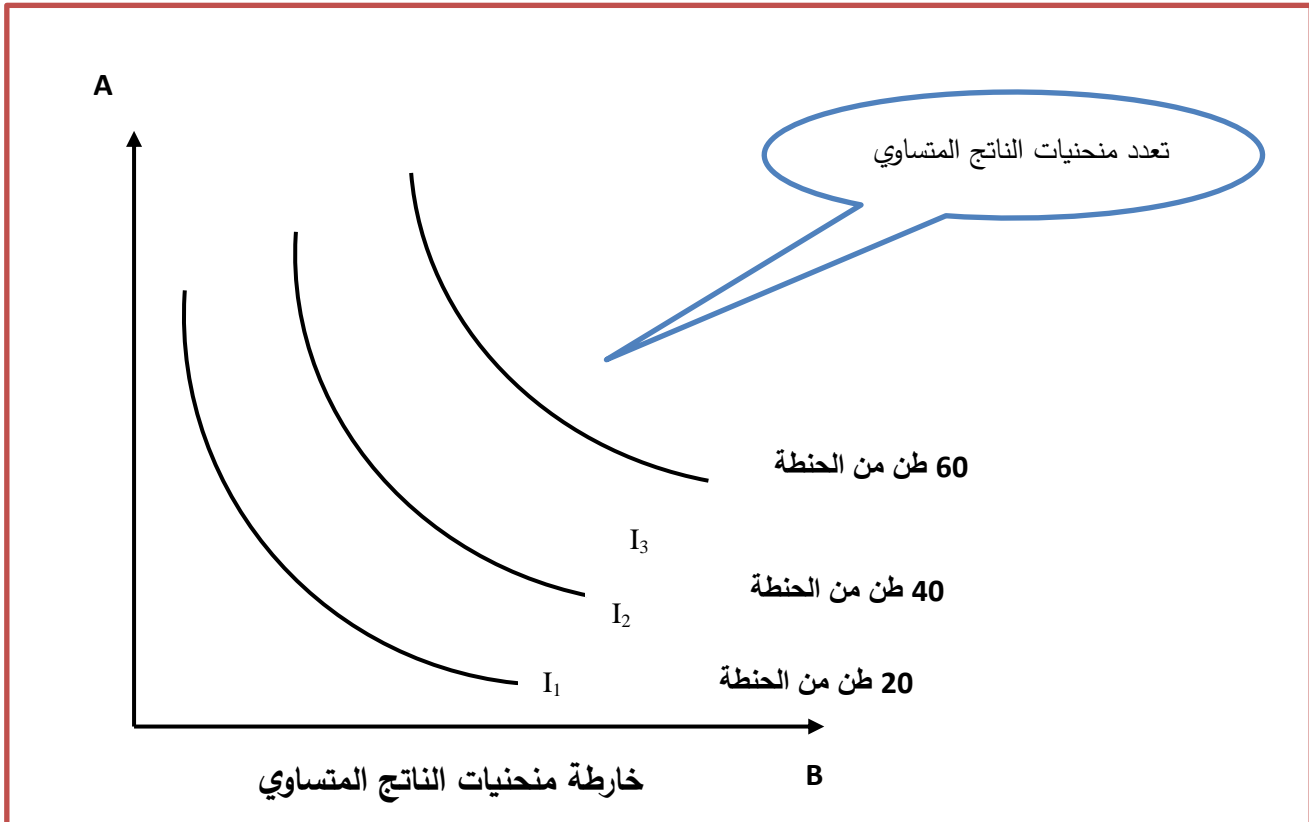 A
تعدد منحنيات الناتج المتساوي
60 طن من الحنطة
I₃
40 طن من الحنطة
I₂
20 طن من الحنطة
I₁
B
خارطة منحنيات الناتج المتساوي